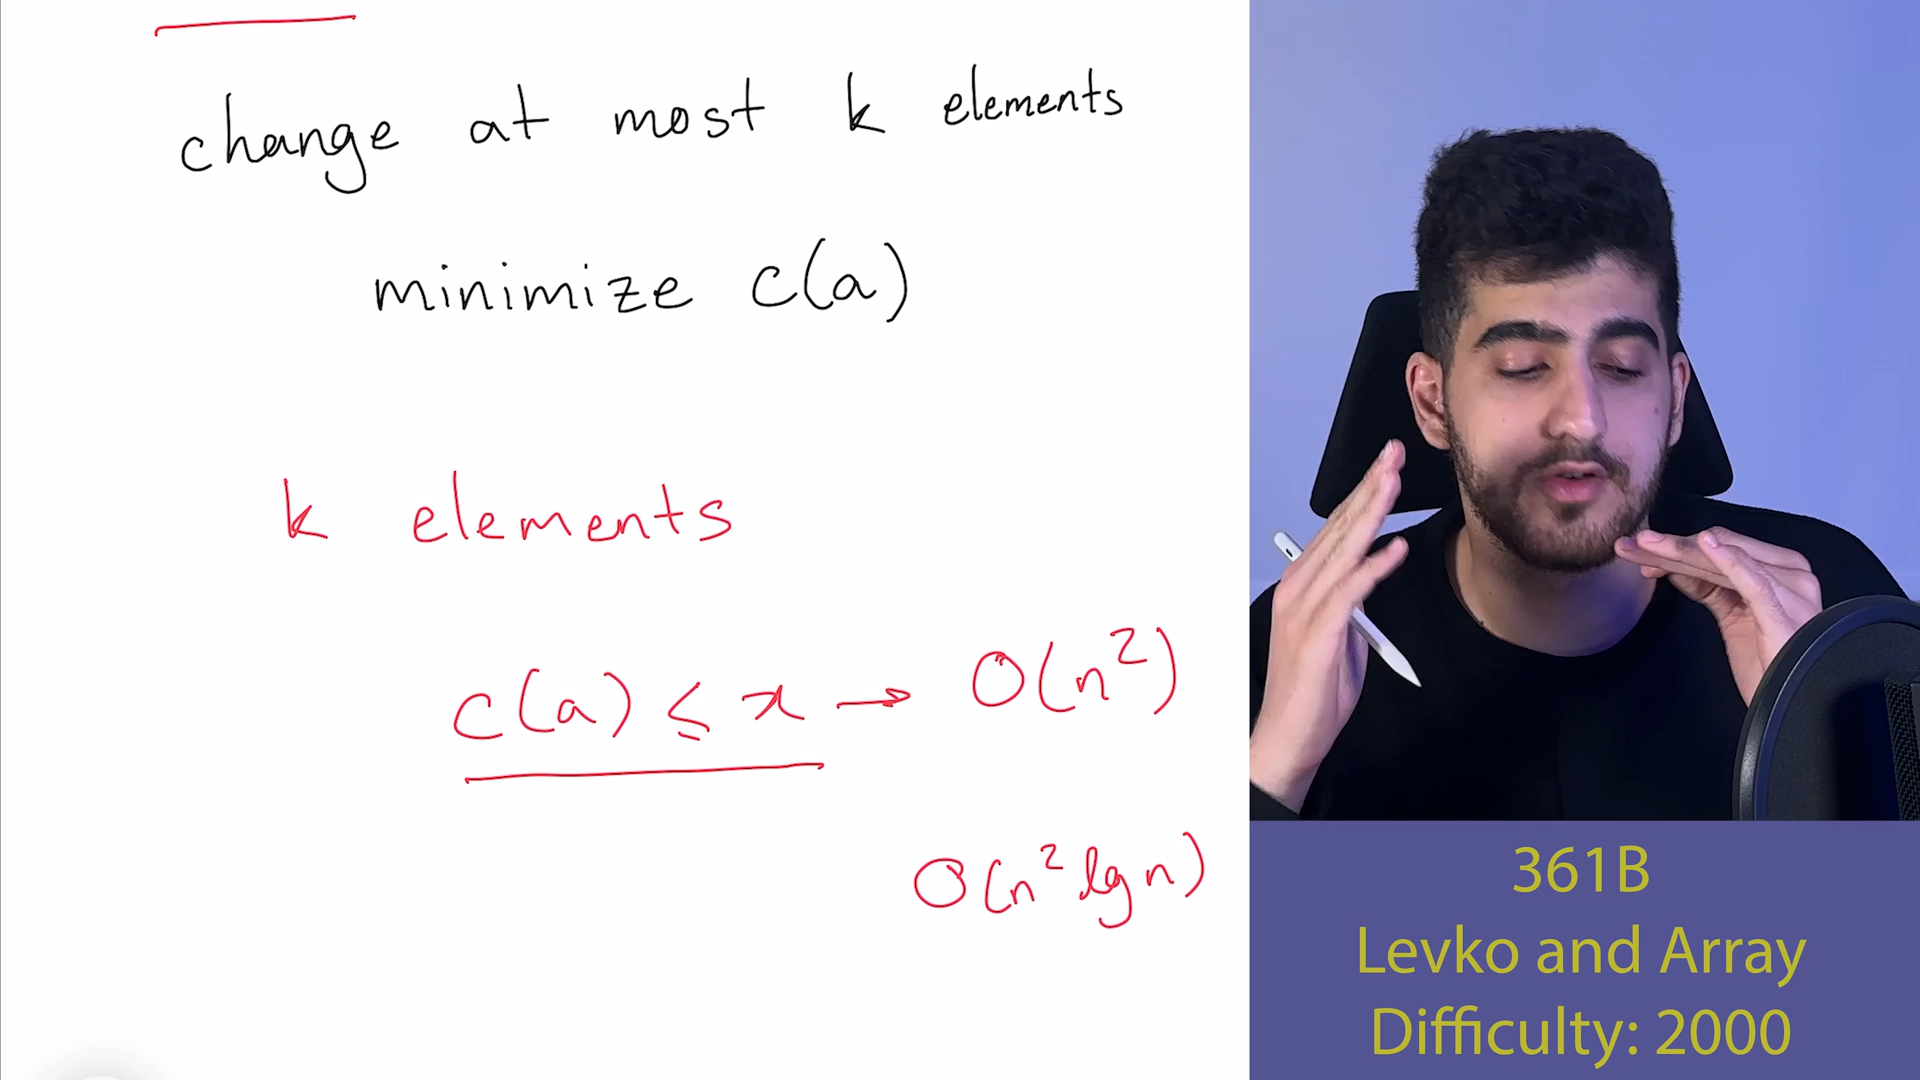 change at most k elements
minimize c(a)
k elements
c(a) ≤ x → O(n²)
O(n² lg n)
361B
Levko and Array
Difficulty: 2000